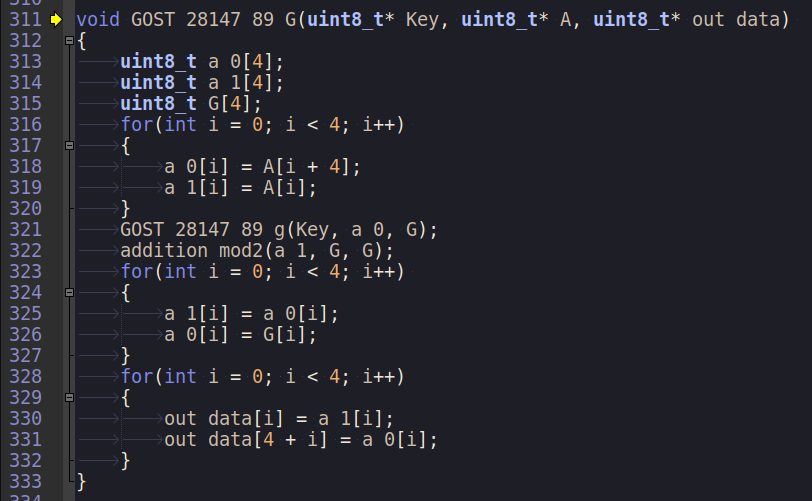 311 void GOST 28147 89 G(uint8_t* Key, uint8_t* A, uint8_t* out data)
312 {
313 uint8_t a 0[4];
314 uint8_t a 1[4];
315 uint8_t G[4];
316 for(int i = 0; i < 4; i++)
317 {
318 a 0[i] = A[i + 4];
319 a 1[i] = A[i];
320 }
321 GOST 28147 89 g(Key, a 0, G);
322 addition mod2(a 1, G, G);
323 for(int i = 0; i < 4; i++)
324 {
325 a 1[i] = a 0[i];
326 a 0[i] = G[i];
327 }
328 for(int i = 0; i < 4; i++)
329 {
330 out data[i] = a 1[i];
331 out data[4 + i] = a 0[i];
332 }
333 }